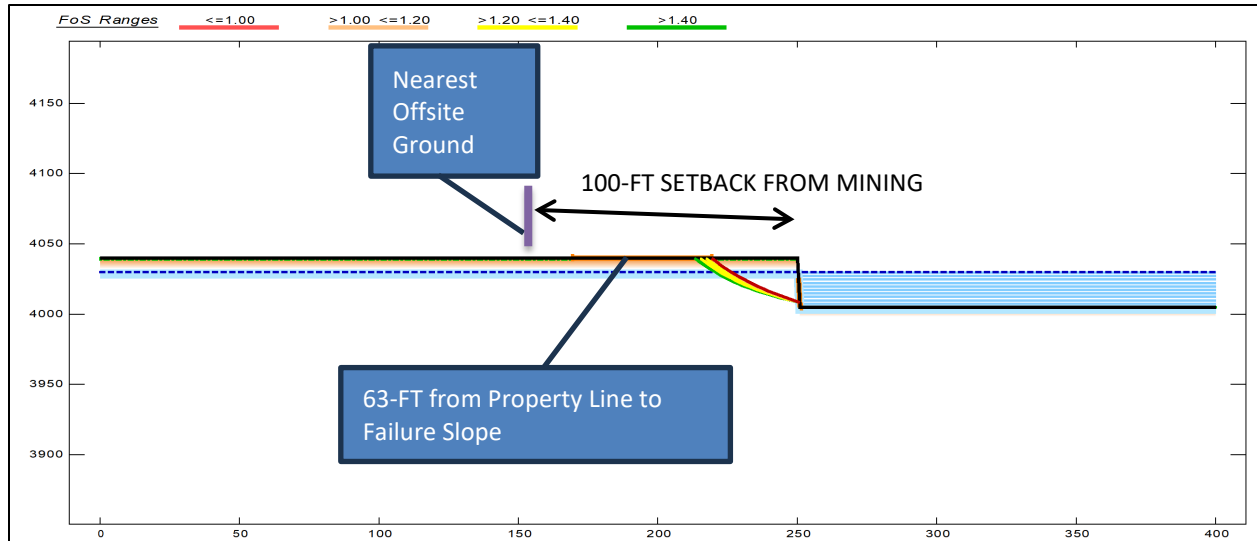 FoS Ranges <=1.00 >1.00 <=1.20 >1.20 <=1.40 >1.40
Nearest
Offsite
Ground
100-FT SETBACK FROM MINING
63-FT from Property Line to
Failure Slope
4150
4100
4050
4000
3950
3900
0 50 100 150 200 250 300 350 400